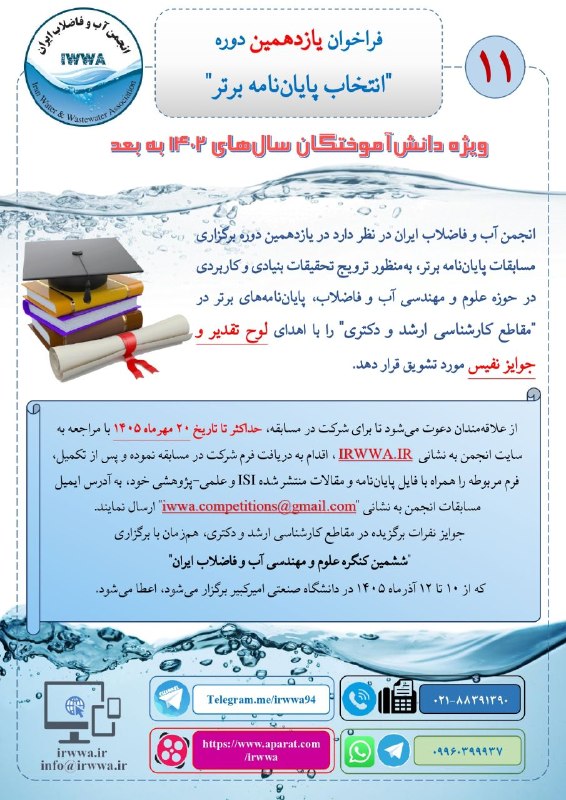 انجمن آب و فاضلاب ایران
IWWA
Iran Water & Wastewater Association
فراخوان یازدهمین دوره
"انتخاب پایان‌نامه برتر"
۱۱
ویژه دانش‌آموختگان سال‌های ۱۴۰۲ به بعد
انجمن آب و فاضلاب ایران در نظر دارد در یازدهمین دوره برگزاری
مسابقات پایان‌نامه برتر، به‌منظور ترویج تحقیقات بنیادی و کاربردی
در حوزه علوم و مهندسی آب و فاضلاب، پایان‌نامه‌های برتر در
"مقاطع کارشناسی ارشد و دکتری" را با اهدای لوح تقدیر و
جوایز نفیس مورد تشویق قرار دهد.
از علاقه‌مندان دعوت می‌شود تا برای شرکت در مسابقه، حداکثر تا تاریخ ۲۰ مهرماه ۱۴۰۵ با مراجعه به
سایت انجمن به نشانی IRWWA.IR ، اقدام به دریافت فرم شرکت در مسابقه نموده و پس از تکمیل،
فرم مربوطه را همراه با فایل پایان‌نامه و مقالات منتشر شده ISI و علمی-پژوهشی خود، به آدرس ایمیل
مسابقات انجمن به نشانی "iwwa.competitions@gmail.com" ارسال نمایند.
جوایز نفرات برگزیده در مقاطع کارشناسی ارشد و دکتری، هم‌زمان با برگزاری
"ششمین کنگره علوم و مهندسی آب و فاضلاب ایران"
که از ۱۰ تا ۱۲ آذرماه ۱۴۰۵ در دانشگاه صنعتی امیرکبیر برگزار می‌شود، اعطا می‌شود.
Telegram.me/irwwa94
۰۲۱-۸۸۳۹۱۳۹۰
https://www.aparat.com
/Irwwa
۰۹۹۶۰۳۹۹۹۳۷
irwwa.ir
info@irwwa.ir